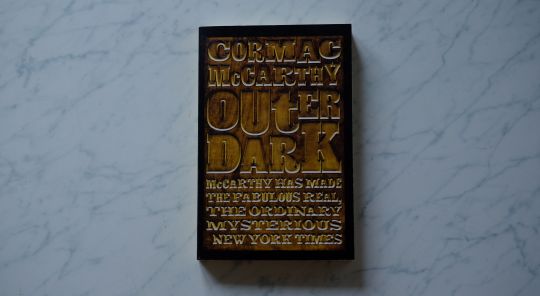 CORMAC
McCARTHY
OUtER
DARK
McCARTHY HAS MADE
THE FABULOUS REAL,
THE ORDINARY
MYSTERIOUS
NEW YORK TIMES